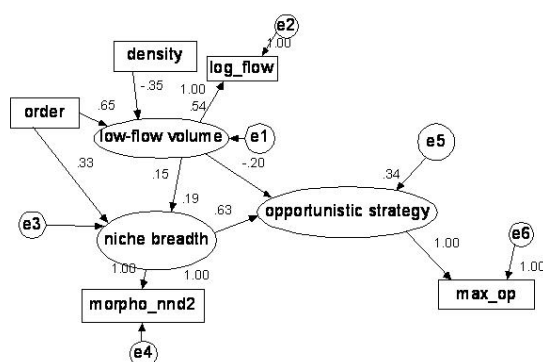 e2
density
1.00
log_flow
-.35
1.00
order
.65
.54
low-flow volume
e1
e5
.33
.15
-.20
.34
.19
opportunistic strategy
e3
.63
niche breadth
e6
1.00
1.00
1.00
1.00
morpho_nnd2
max_op
e4